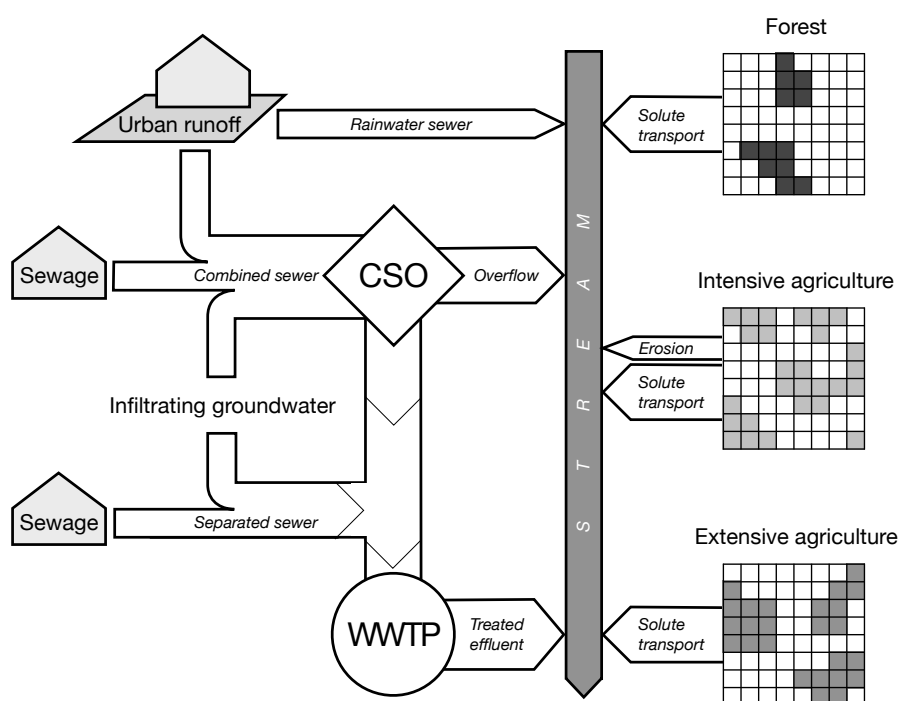 Forest
Urban runoff
Rainwater sewer
Solute
transport
Sewage
Combined sewer
CSO
Overflow
STREAM
Intensive agriculture
Erosion
Solute
transport
Infiltrating groundwater
Sewage
Separated sewer
Extensive agriculture
WWTP
Treated
effluent
Solute
transport